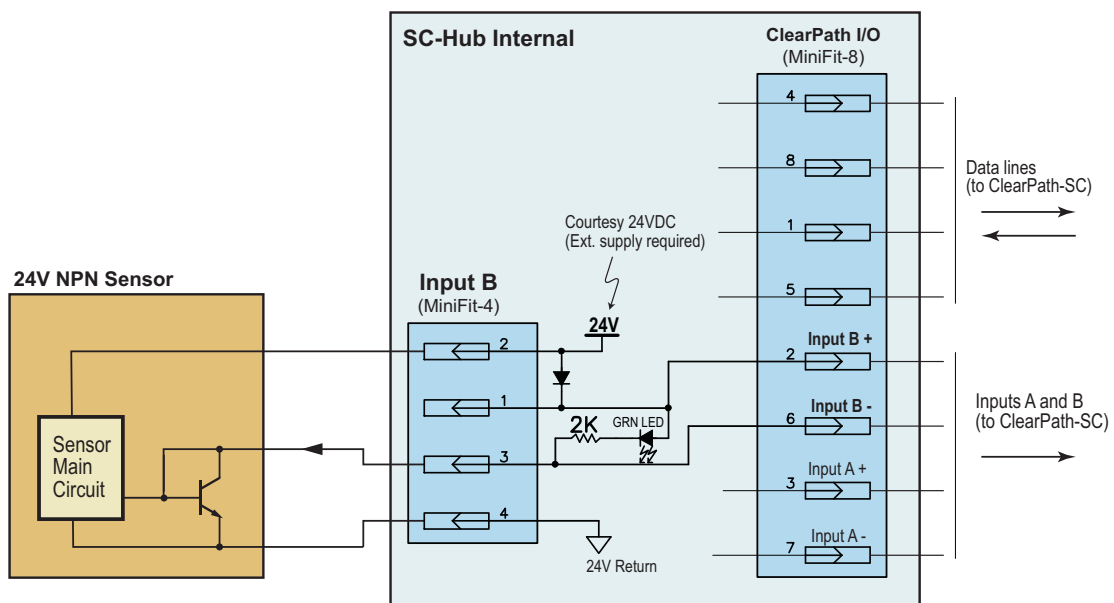 SC-Hub Internal
ClearPath I/O
(MiniFit-8)
4
8
1
5
Data lines
(to ClearPath-SC)
Courtesy 24VDC
(Ext. supply required)
24V NPN Sensor
Input B
(MiniFit-4)
24V
2
1
3
4
2K
GRN LED
24V Return
Sensor
Main
Circuit
Input B +
2
Input B -
6
Input A +
3
Input A -
7
Inputs A and B
(to ClearPath-SC)